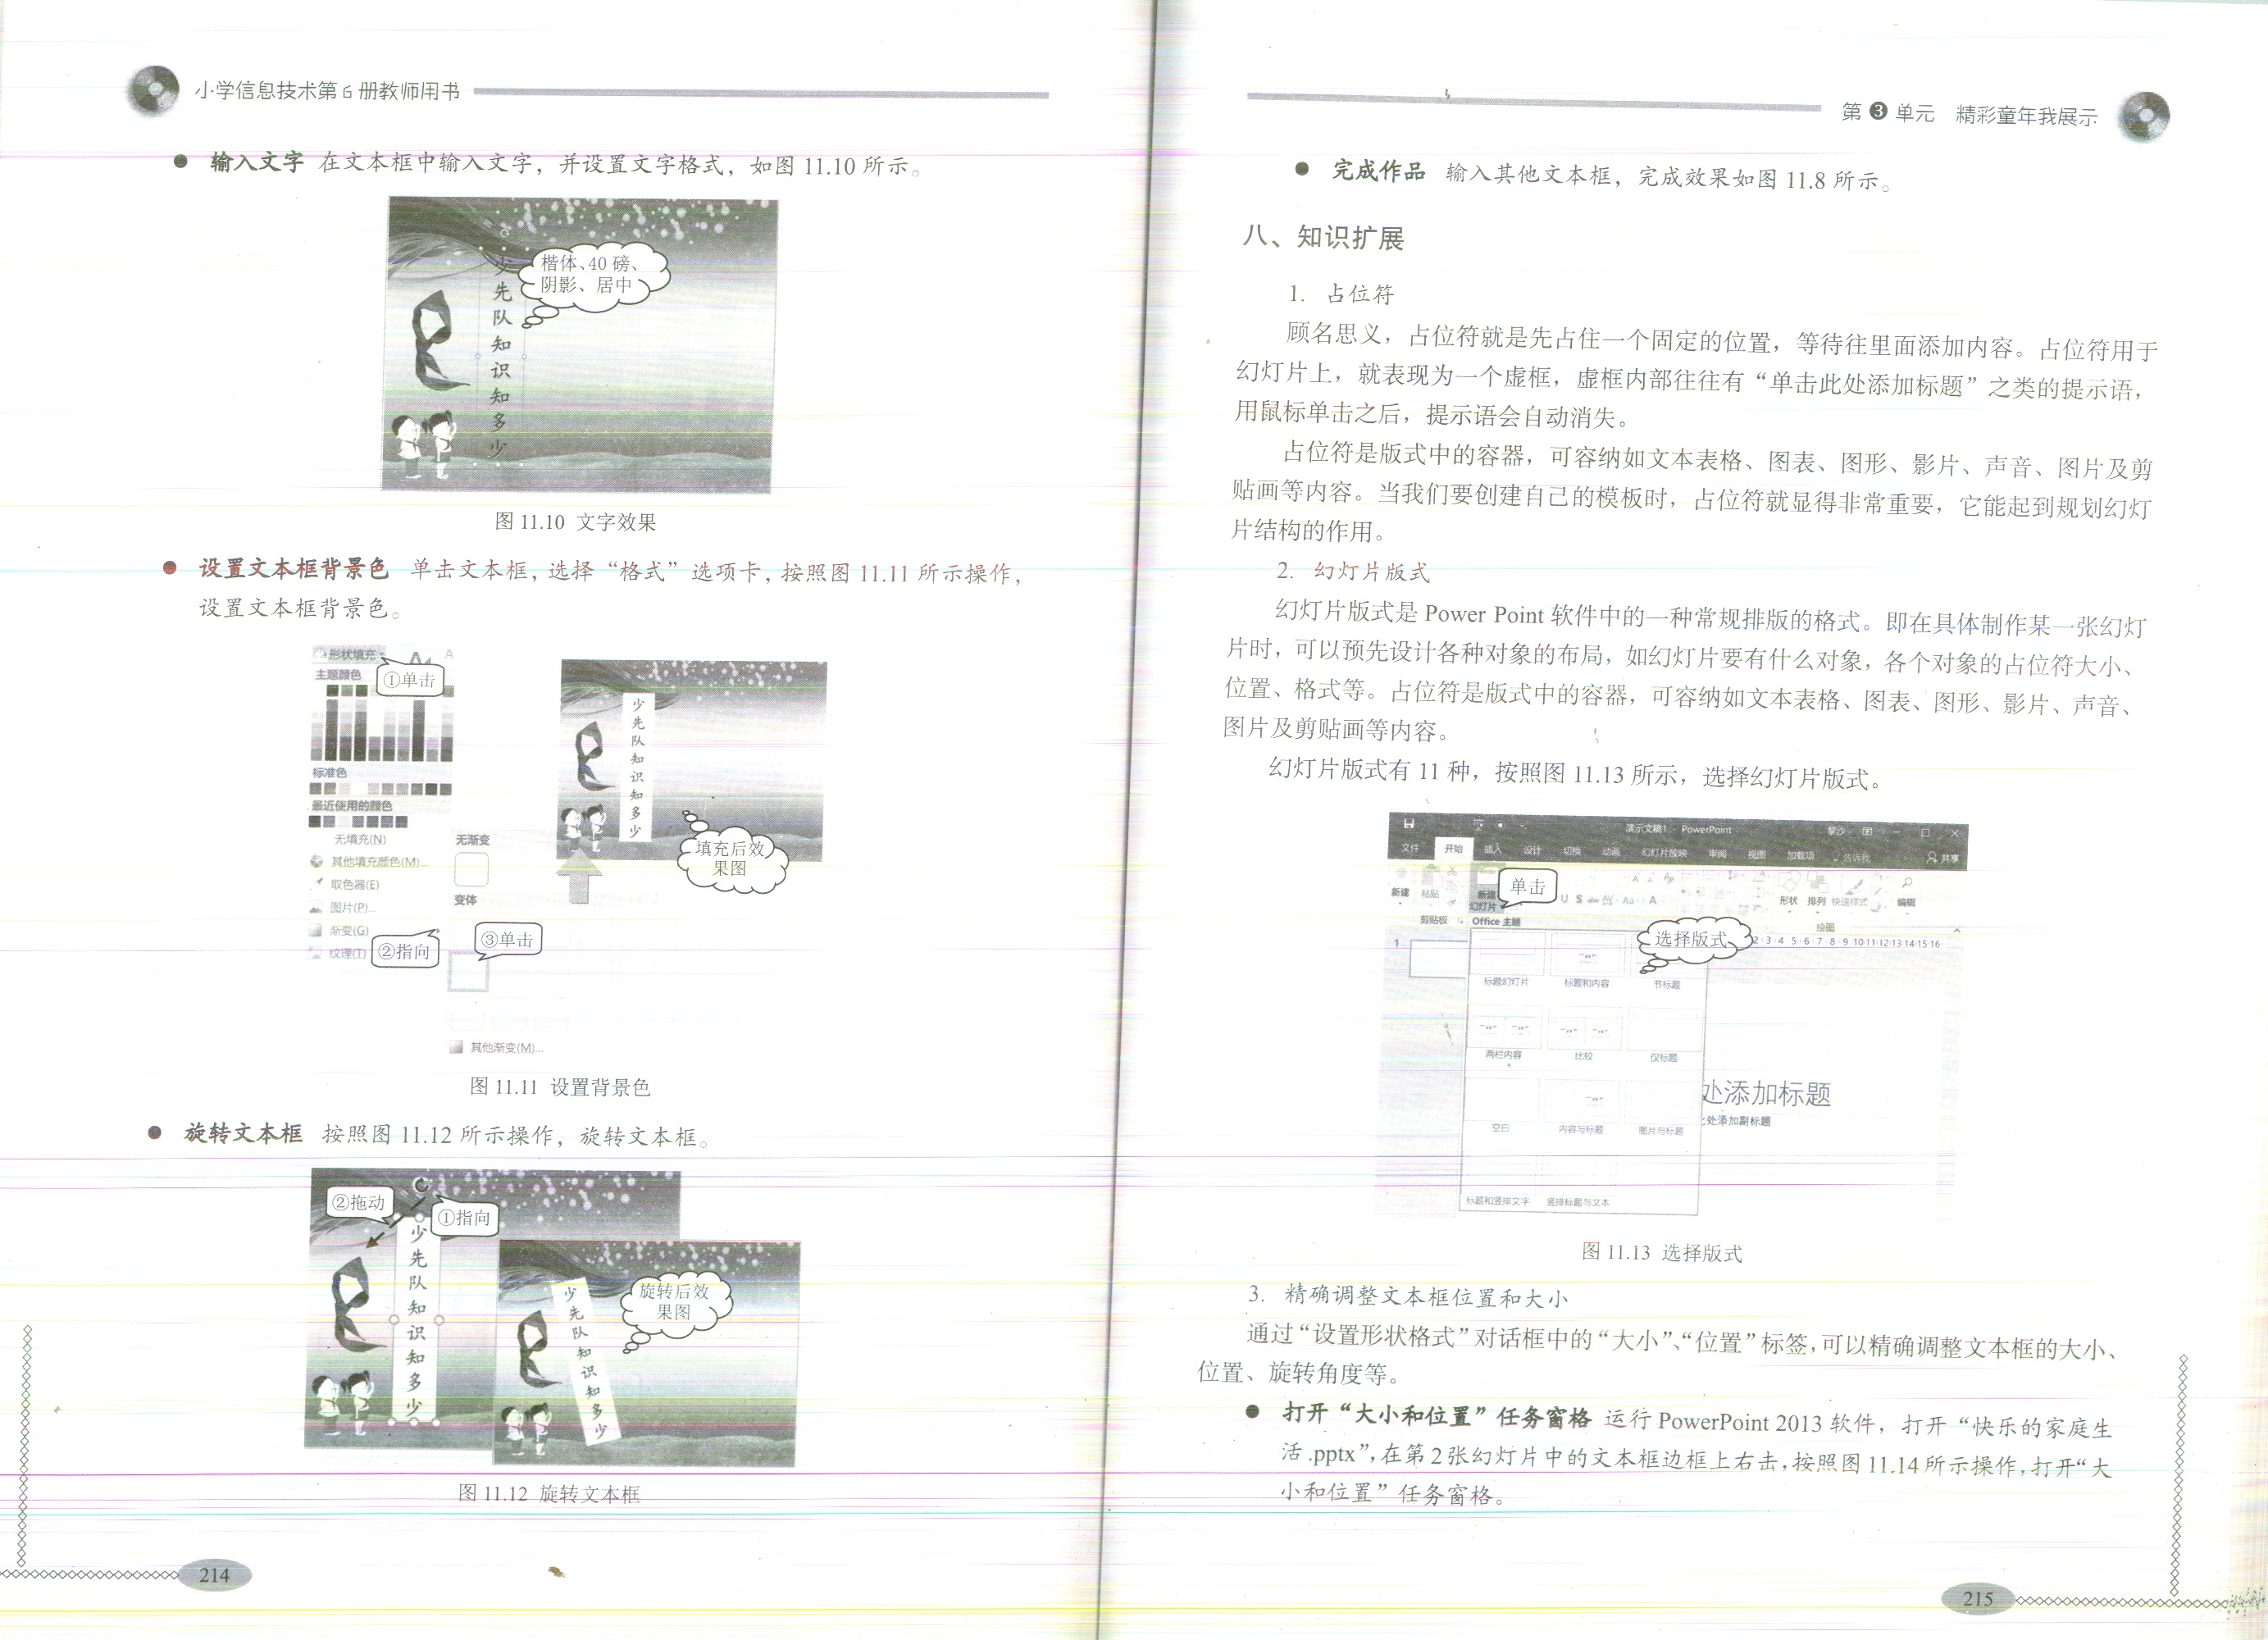 小学信息技术第 6 册教师用书
● 输入文字 在文本框中输入文字，并设置文字格式，如图 11.10 所示。
少先队知识知多少
楷体、40 磅、
阴影、居中
图 11.10 文字效果
● 设置文本框背景色 单击文本框，选择“格式”选项卡，按照图 11.11 所示操作，
设置文本框背景色。
形状填充
①单击
主题颜色
标准色
最近使用的颜色
无填充(N)
其他填充颜色(M)...
取色器(E)
图片(P)...
渐变(G)
纹理(T)
②指向
无渐变
变体
③单击
其他渐变(M)...
少先队知识知多少
填充后效
果图
图 11.11 设置背景色
● 旋转文本框 按照图 11.12 所示操作，旋转文本框。
②拖动
①指向
少先队知识知多少
少先队知识知多少
旋转后效
果图
图 11.12 旋转文本框
214
第 3 单元 精彩童年我展示
● 完成作品 输入其他文本框，完成效果如图 11.8 所示。
八、知识扩展
1. 占位符
顾名思义，占位符就是先占住一个固定的位置，等待往里面添加内容。占位符用于
幻灯片上，就表现为一个虚框，虚框内部往往有“单击此处添加标题”之类的提示语，
用鼠标单击之后，提示语会自动消失。
占位符是版式中的容器，可容纳如文本表格、图表、图形、影片、声音、图片及剪
贴画等内容。当我们要创建自己的模板时，占位符就显得非常重要，它能起到规划幻灯
片结构的作用。
2. 幻灯片版式
幻灯片版式是 Power Point 软件中的一种常规排版的格式。即在具体制作某一张幻灯
片时，可以预先设计各种对象的布局，如幻灯片要有什么对象，各个对象的占位符大小、
位置、格式等。占位符是版式中的容器，可容纳如文本表格、图表、图形、影片、声音、
图片及剪贴画等内容。
幻灯片版式有 11 种，按照图 11.13 所示，选择幻灯片版式。
演示文稿1 - PowerPoint
文件 开始 插入 设计 切换 动画 幻灯片放映 审阅 视图 加载项 告诉我 共享
新建 粘贴 新建
幻灯片
单击
形状 排列 快速样式 编辑
剪贴板 绘图
Office 主题
选择版式
1
标题幻灯片 标题和内容 节标题
两栏内容 比较 仅标题
空白 内容与标题 图片与标题
标题和竖排文字 竖排标题与文本
处添加标题
处添加副标题
图 11.13 选择版式
3. 精确调整文本框位置和大小
通过“设置形状格式”对话框中的“大小”、“位置”标签，可以精确调整文本框的大小、
位置、旋转角度等。
● 打开“大小和位置”任务窗格 运行 PowerPoint 2013 软件，打开“快乐的家庭生
活 .pptx”，在第 2 张幻灯片中的文本框边框上右击，按照图 11.14 所示操作，打开“大
小和位置”任务窗格。
215